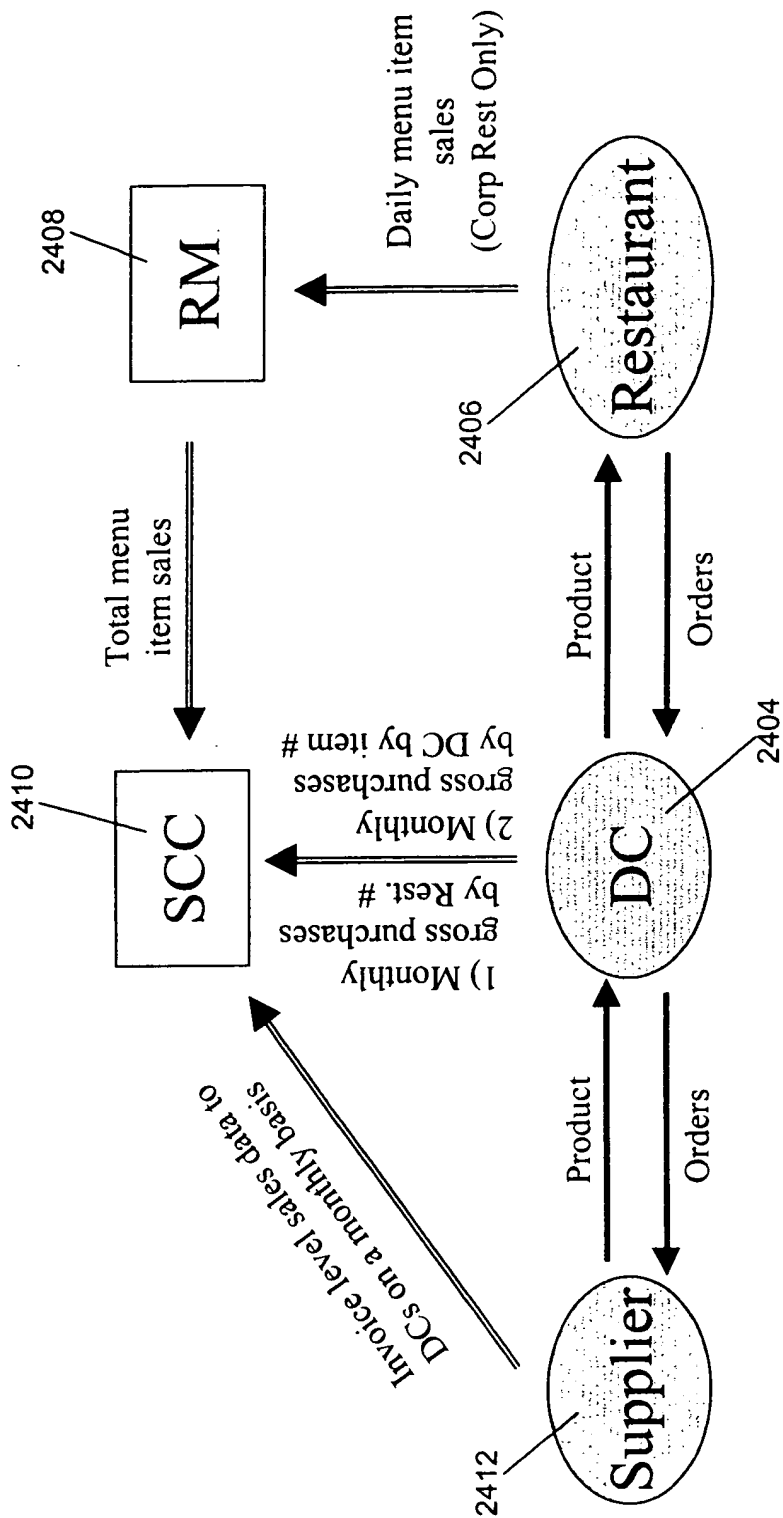 2408
RM
Daily menu item
sales
(Corp Rest Only)
Total menu
item sales
2410
SCC
1) Monthly
gross purchases
by Rest. #
2) Monthly
gross purchases
by DC by item #
Invoice level sales data to
DCs on a monthly basis
2412
Supplier
Product
Orders
DC
2404
Product
Orders
2406
Restaurant